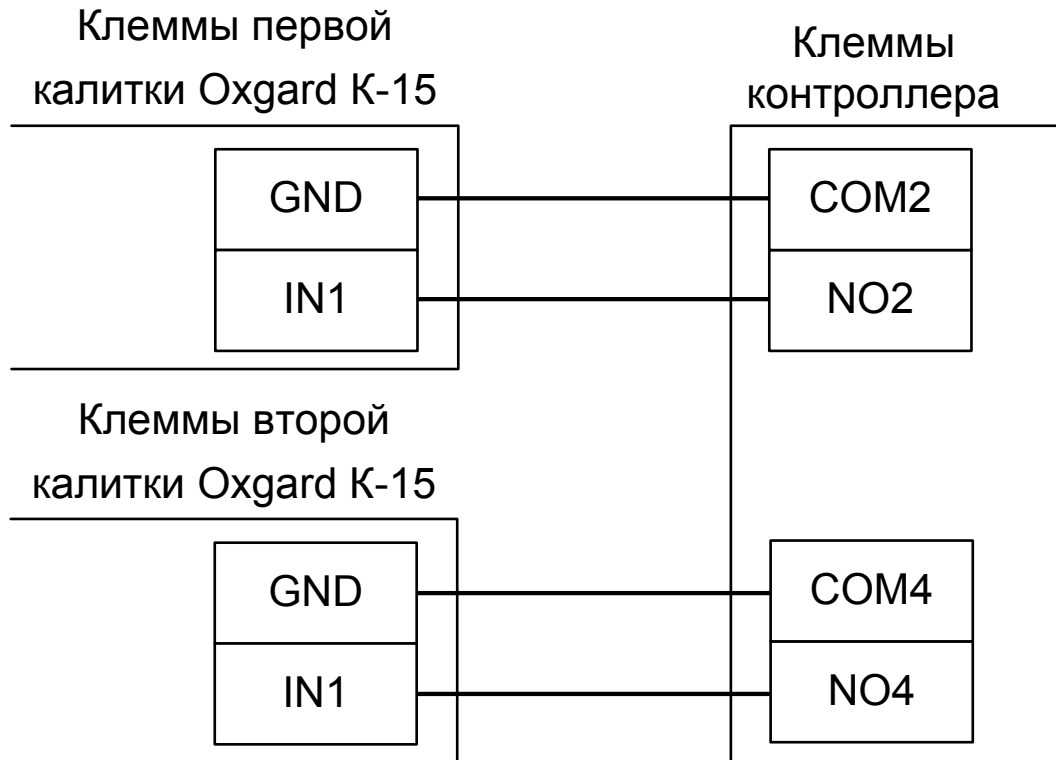 Клеммы первой
калитки Oxgard К-15
Клеммы
контроллера
GND
COM2
IN1
NO2
Клеммы второй
калитки Oxgard К-15
GND
COM4
IN1
NO4